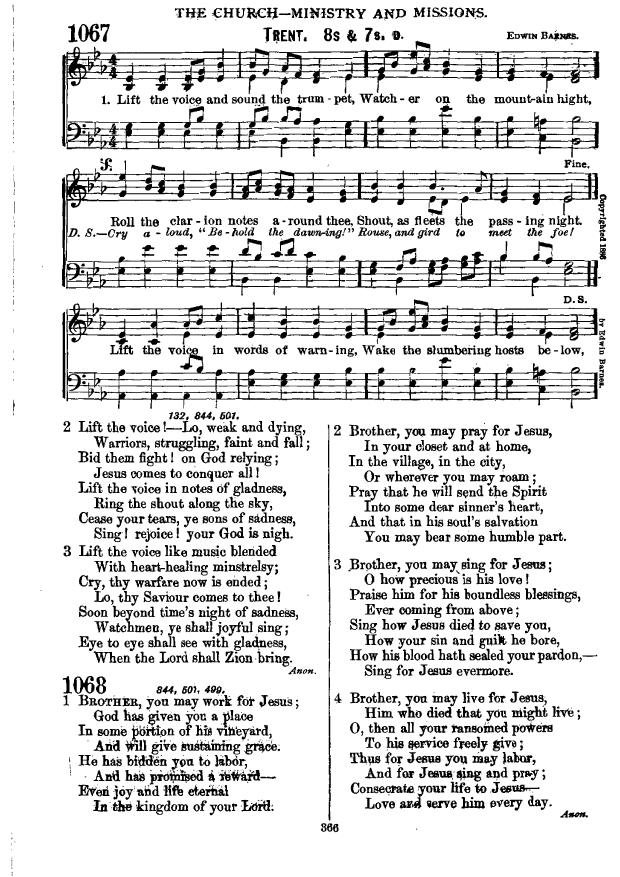 THE CHURCH—MINISTRY AND MISSIONS.
1067
TRENT. 8s & 7s. D.
EDWIN BARNES.
1. Lift the voice and sound the trum - pet, Watch - er on the mount-ain hight,
𝄋
Fine.
Roll the clar - ion notes a - round thee, Shout, as fleets the pass - ing night.
D. S.—Cry a - loud, "Be - hold the dawn-ing!" Rouse, and gird to meet the foe!
Copyrighted 1886
D.S.
Lift the voice in words of warn - ing, Wake the slumbering hosts be - low,
by Edwin Barnes.
132, 844, 501.
2 Lift the voice!—Lo, weak and dying,
Warriors, struggling, faint and fall;
Bid them fight! on God relying;
Jesus comes to conquer all!
Lift the voice in notes of gladness,
Ring the shout along the sky,
Cease your tears, ye sons of sadness,
Sing! rejoice! your God is nigh.
3 Lift the voice like music blended
With heart-healing minstrelsy;
Cry, thy warfare now is ended;
Lo, thy Saviour comes to thee!
Soon beyond time's night of sadness,
Watchmen, ye shall joyful sing;
Eye to eye shall see with gladness,
When the Lord shall Zion bring.
Anon.
1068
844, 501, 499.
1 BROTHER, you may work for Jesus;
God has given you a place
In some portion of his vineyard,
And will give sustaining grace.
He has bidden you to labor,
And has promised a reward—
Even joy and life eternal
In the kingdom of your Lord.
2 Brother, you may pray for Jesus,
In your closet and at home,
In the village, in the city,
Or wherever you may roam;
Pray that he will send the Spirit
Into some dear sinner's heart,
And that in his soul's salvation
You may bear some humble part.
3 Brother, you may sing for Jesus;
O how precious is his love!
Praise him for his boundless blessings,
Ever coming from above;
Sing how Jesus died to save you,
How your sin and guilt he bore,
How his blood hath sealed your pardon,—
Sing for Jesus evermore.
4 Brother, you may live for Jesus,
Him who died that you might live;
O, then all your ransomed powers
To his service freely give;
Thus for Jesus you may labor,
And for Jesus sing and pray;
Consecrate your life to Jesus—
Love and serve him every day.
Anon.
366